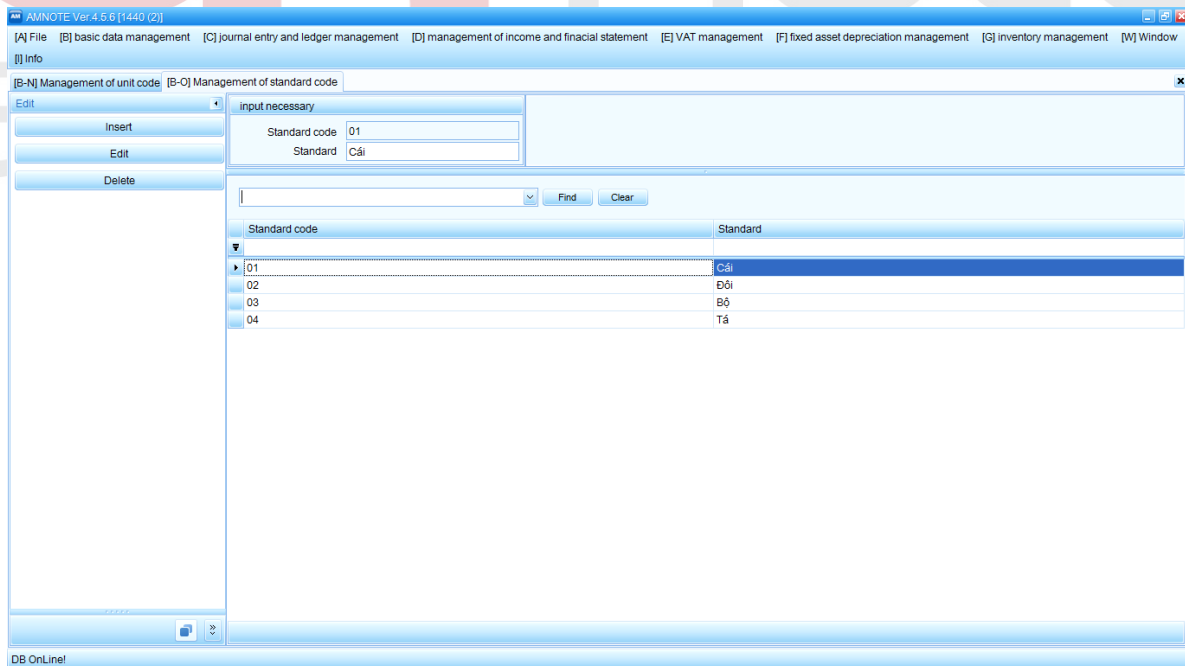 AM AMNOTE Ver.4.5.6 [1440 (2)]
[A] File [B] basic data management [C] journal entry and ledger management [D] management of income and finacial statement [E] VAT management [F] fixed asset depreciation management [G] inventory management [W] Window
[I] Info
[B-N] Management of unit code [B-O] Management of standard code
Edit
Insert
Edit
Delete
input necessary
Standard code 01
Standard Cái
Find Clear
Standard code Standard
01 Cái
02 Đôi
03 Bộ
04 Tá
DB OnLine!